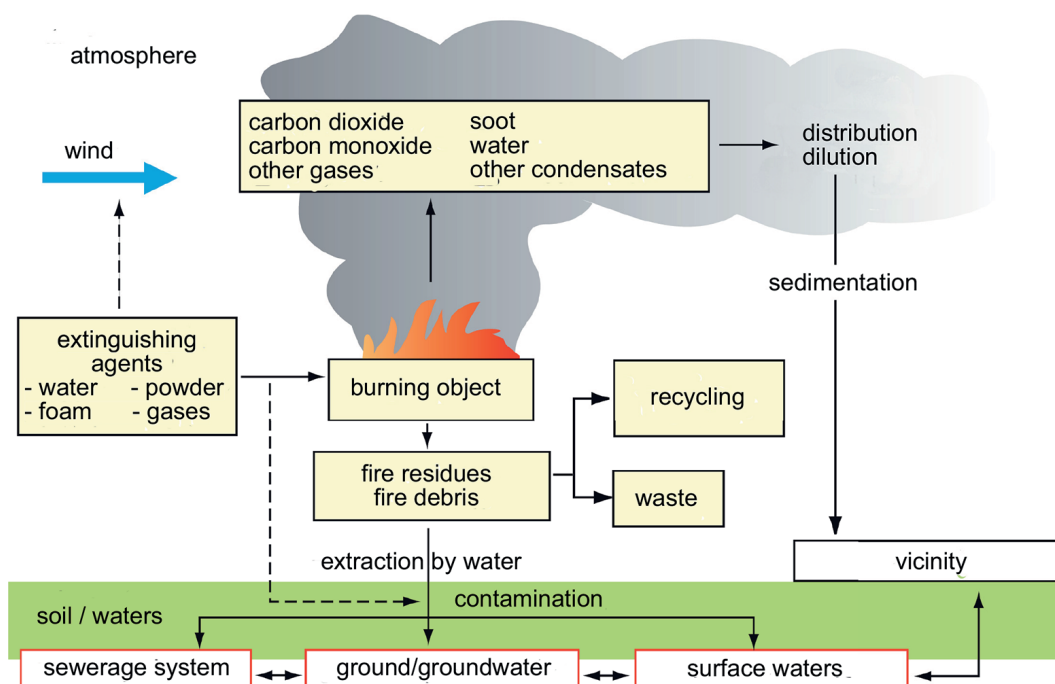 atmosphere
wind
carbon dioxide
carbon monoxide
other gases
soot
water
other condensates
distribution
dilution
sedimentation
extinguishing
agents
- water - powder
- foam - gases
burning object
recycling
fire residues
fire debris
waste
extraction by water
vicinity
contamination
soil / waters
sewerage system
ground/groundwater
surface waters